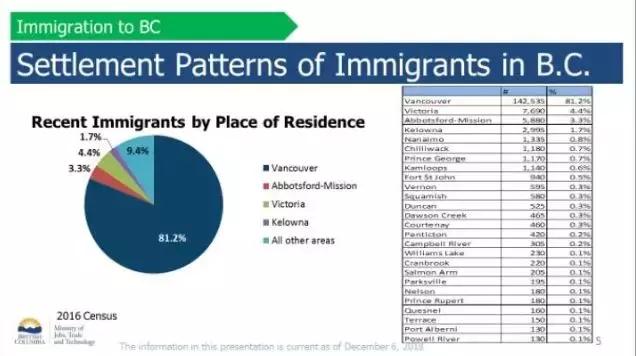 Immigration to BC
Settlement Patterns of Immigrants in B.C.
Recent Immigrants by Place of Residence
1.7%
4.4%
3.3%
9.4%
81.2%
Vancouver
Abbotsford-Mission
Victoria
Kelowna
All other areas
# %
Vancouver 142,535 81.2%
Victoria 7,690 4.4%
Abbotsford-Mission 5,880 3.3%
Kelowna 2,995 1.7%
Nanaimo 1,335 0.8%
Chilliwack 1,180 0.7%
Prince George 1,170 0.7%
Kamloops 1,140 0.6%
Fort St John 940 0.5%
Vernon 595 0.3%
Squamish 580 0.3%
Duncan 525 0.3%
Dawson Creek 465 0.3%
Courtenay 460 0.3%
Penticton 420 0.2%
Campbell River 305 0.2%
Williams Lake 230 0.1%
Cranbrook 220 0.1%
Salmon Arm 205 0.1%
Parksville 195 0.1%
Nelson 180 0.1%
Prince Rupert 180 0.1%
Quesnel 160 0.1%
Terrace 150 0.1%
Port Alberni 130 0.1%
Powell River 130 0.1%
2016 Census
BRITISH COLUMBIA
Ministry of
Jobs, Trade
and Technology
The information in this presentation is current as of December 6, 2018
5